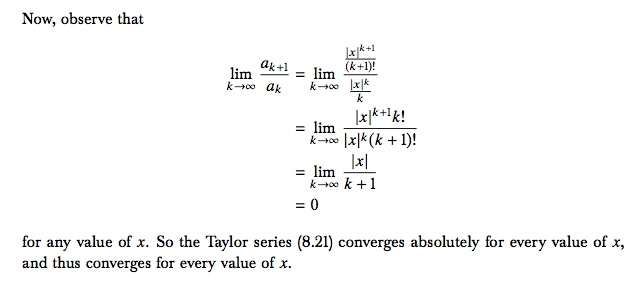 Now, observe that
\lim_{k \to \infty} \frac{a_{k+1}}{a_k} = \lim_{k \to \infty} \frac{\frac{|x|^{k+1}}{(k+1)!}}{\frac{|x|^k}{k}}
= \lim_{k \to \infty} \frac{|x|^{k+1} k!}{|x|^k (k+1)!}
= \lim_{k \to \infty} \frac{|x|}{k+1}
= 0
for any value of x. So the Taylor series (8.21) converges absolutely for every value of x,
and thus converges for every value of x.